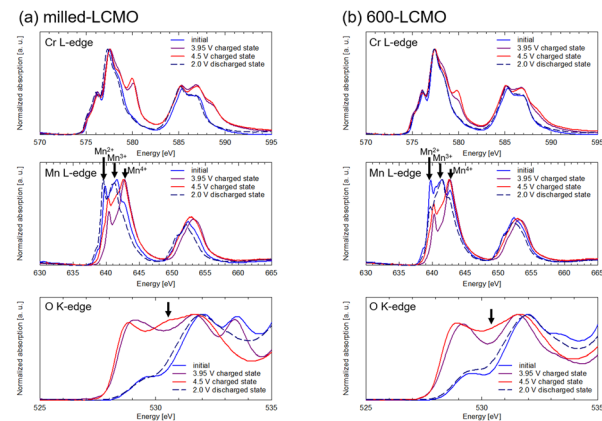 (a) milled-LCMO
Cr L-edge
initial
3.95 V charged state
4.5 V charged state
2.0 V discharged state
Normalized absorption [a. u.]
570 575 580 585 590 595
Energy [eV]
Mn L-edge
Mn2+
Mn3+
Mn4+
initial
3.95 V charged state
4.5 V charged state
2.0 V discharged state
Normalized absorption [a. u.]
630 635 640 645 650 655 660 665
Energy [eV]
O K-edge
initial
3.95 V charged state
4.5 V charged state
2.0 V discharged state
Normalized absorption [a. u.]
525 530 535
Energy [eV]
(b) 600-LCMO
Cr L-edge
initial
3.95 V charged state
4.5 V charged state
2.0 V discharged state
Normalized absorption [a. u.]
570 575 580 585 590 595
Energy [eV]
Mn L-edge
Mn2+
Mn3+
Mn4+
initial
3.95 V charged state
4.5 V charged state
2.0 V discharged state
Normalized absorption [a. u.]
630 635 640 645 650 655 660 665
Energy [eV]
O K-edge
initial
3.95 V charged state
4.5 V charged state
2.0 V discharged state
Normalized absorption [a. u.]
525 530 535
Energy [eV]